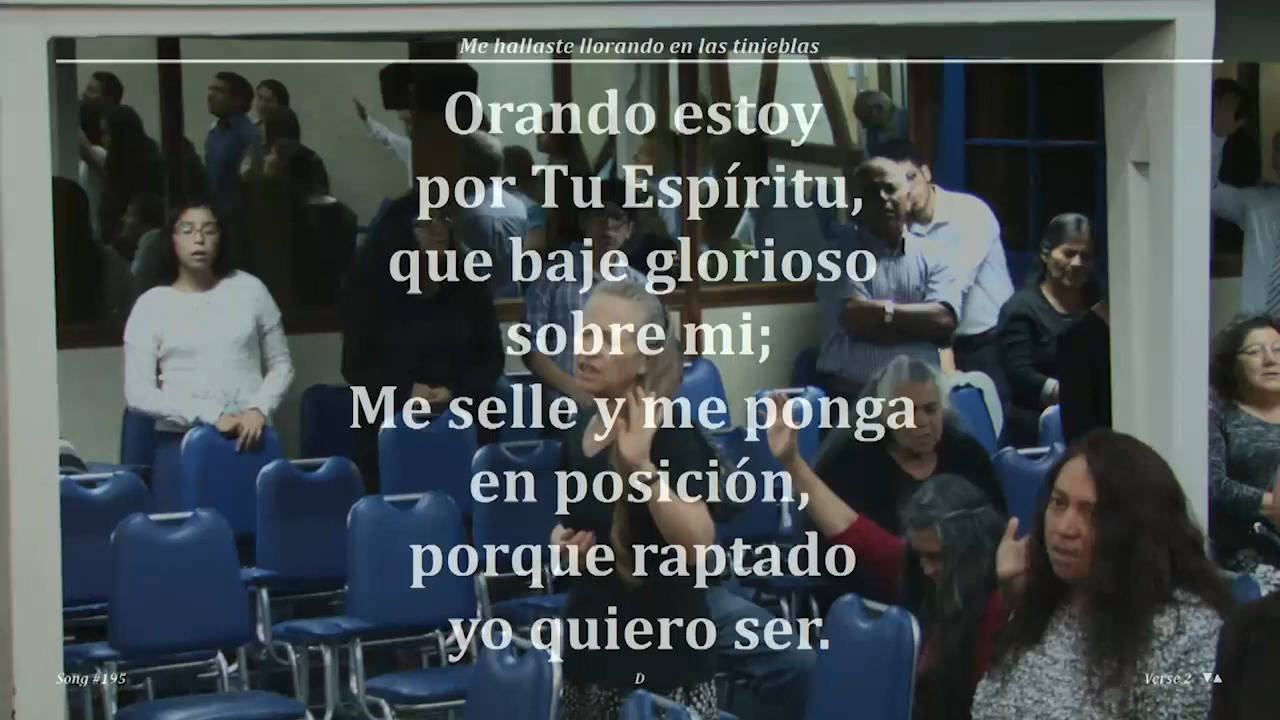 Me hallaste llorando en las tinieblas
Orando estoy
por Tu Espíritu,
que baje glorioso
sobre mi;
Me selle y me ponga
en posición,
porque raptado
yo quiero ser.
Song #195
D
Verse 2 ▼▲